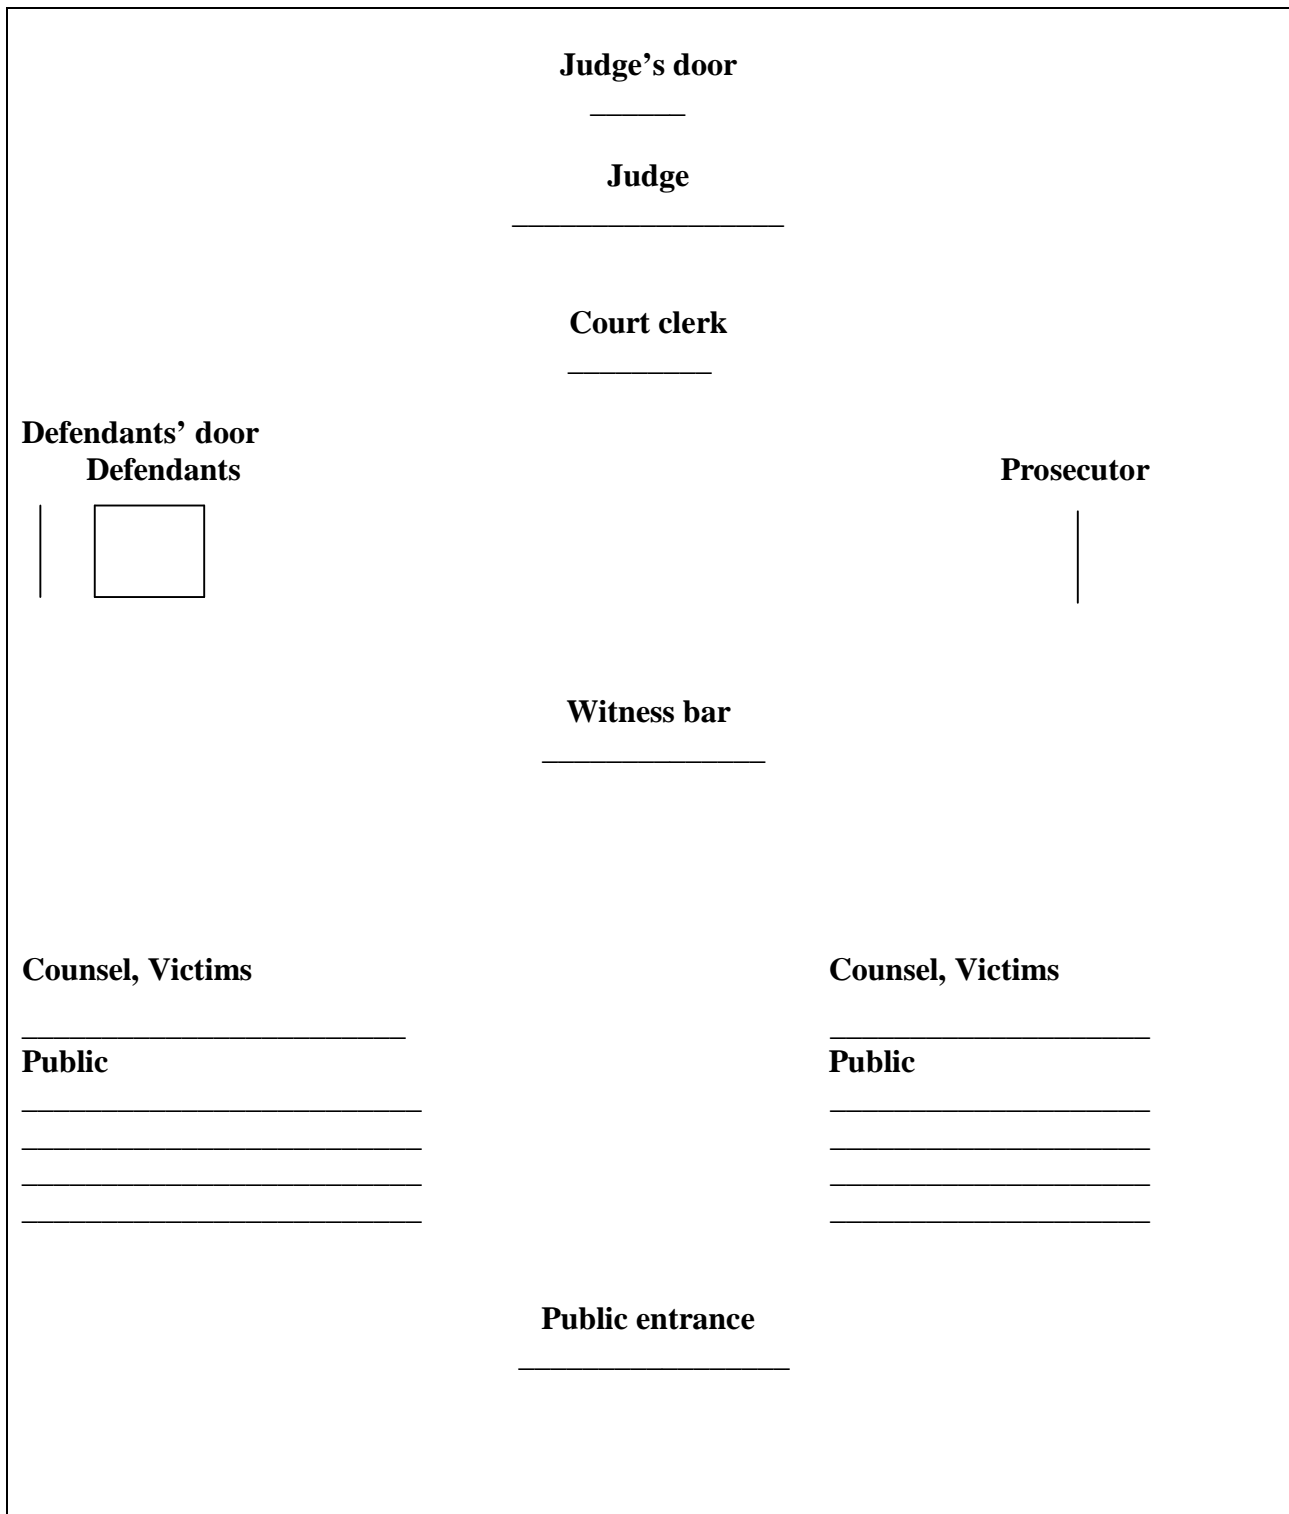 Judge’s door
Judge
Court clerk
Defendants’ door
Defendants Prosecutor
Witness bar
Counsel, Victims Counsel, Victims
Public Public
Public entrance